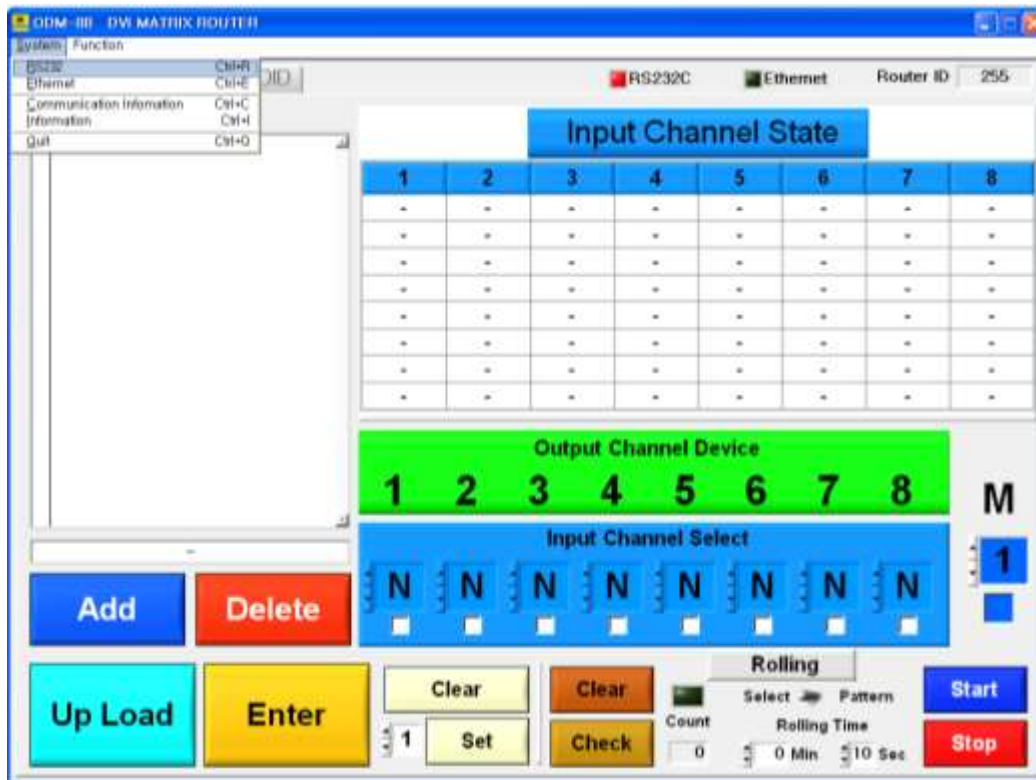 ODM-88 DVI MATRIX ROUTER
System Function
RS232 Ctrl+R
Ethernet Ctrl+E
Communication Infomation Ctrl+C
Information Ctrl+I
Quit Ctrl+Q
RS232C Ethernet Router ID 255
Input Channel State
1 2 3 4 5 6 7 8
- - - - - - - -
- - - - - - - -
- - - - - - - -
- - - - - - - -
- - - - - - - -
- - - - - - - -
- - - - - - - -
- - - - - - - -
Output Channel Device
1 2 3 4 5 6 7 8
M
Input Channel Select
N N N N N N N N
1
-
Add Delete
Up Load Enter
Clear
1 Set
Clear
Check
Count
0
Rolling
Select Pattern
Rolling Time
0 Min 10 Sec
Start
Stop